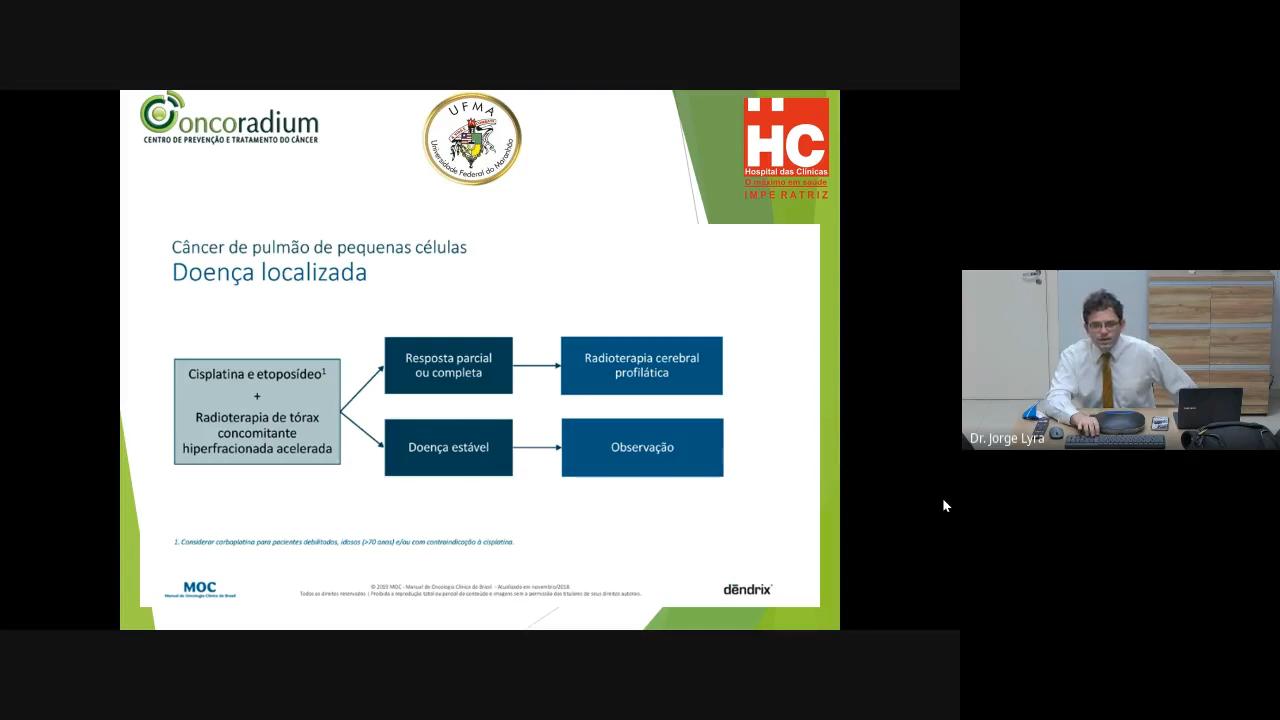 oncoradium
CENTRO DE PREVENÇÃO E TRATAMENTO DO CÂNCER
UFMA
Universidade Federal do Maranhão
HC
Hospital das Clínicas
O máximo em saúde
IMPERATRIZ
Câncer de pulmão de pequenas células
Doença localizada
Cisplatina e etoposídeo¹
+
Radioterapia de tórax
concomitante
hiperfracionada acelerada
Resposta parcial
ou completa
Radioterapia cerebral
profilática
Doença estável
Observação
1. Considerar carboplatina para pacientes debilitados, idosos (>70 anos) e/ou com contraindicação à cisplatina.
MOC
Manual de Oncologia Clínica do Brasil
© 2019 MOC - Manual de Oncologia Clínica do Brasil - Atualizado em novembro/2018
Todos os direitos reservados | Proibida a reprodução total ou parcial do conteúdo e imagens sem a permissão dos titulares de seus direitos autorais.
dēndrix
Dr. Jorge Lyra